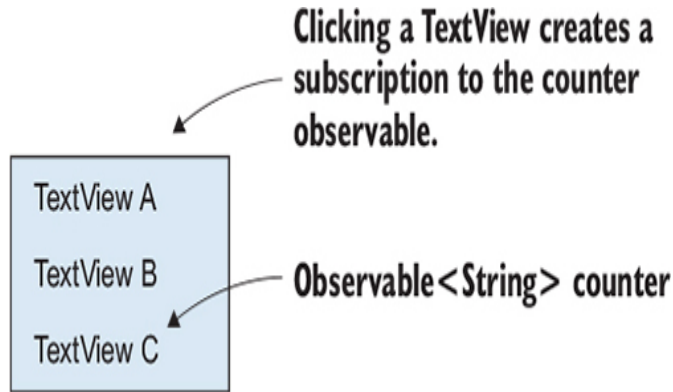 Clicking a TextView creates a
subscription to the counter
observable.
TextView A
TextView B
Observable<String> counter
TextView C